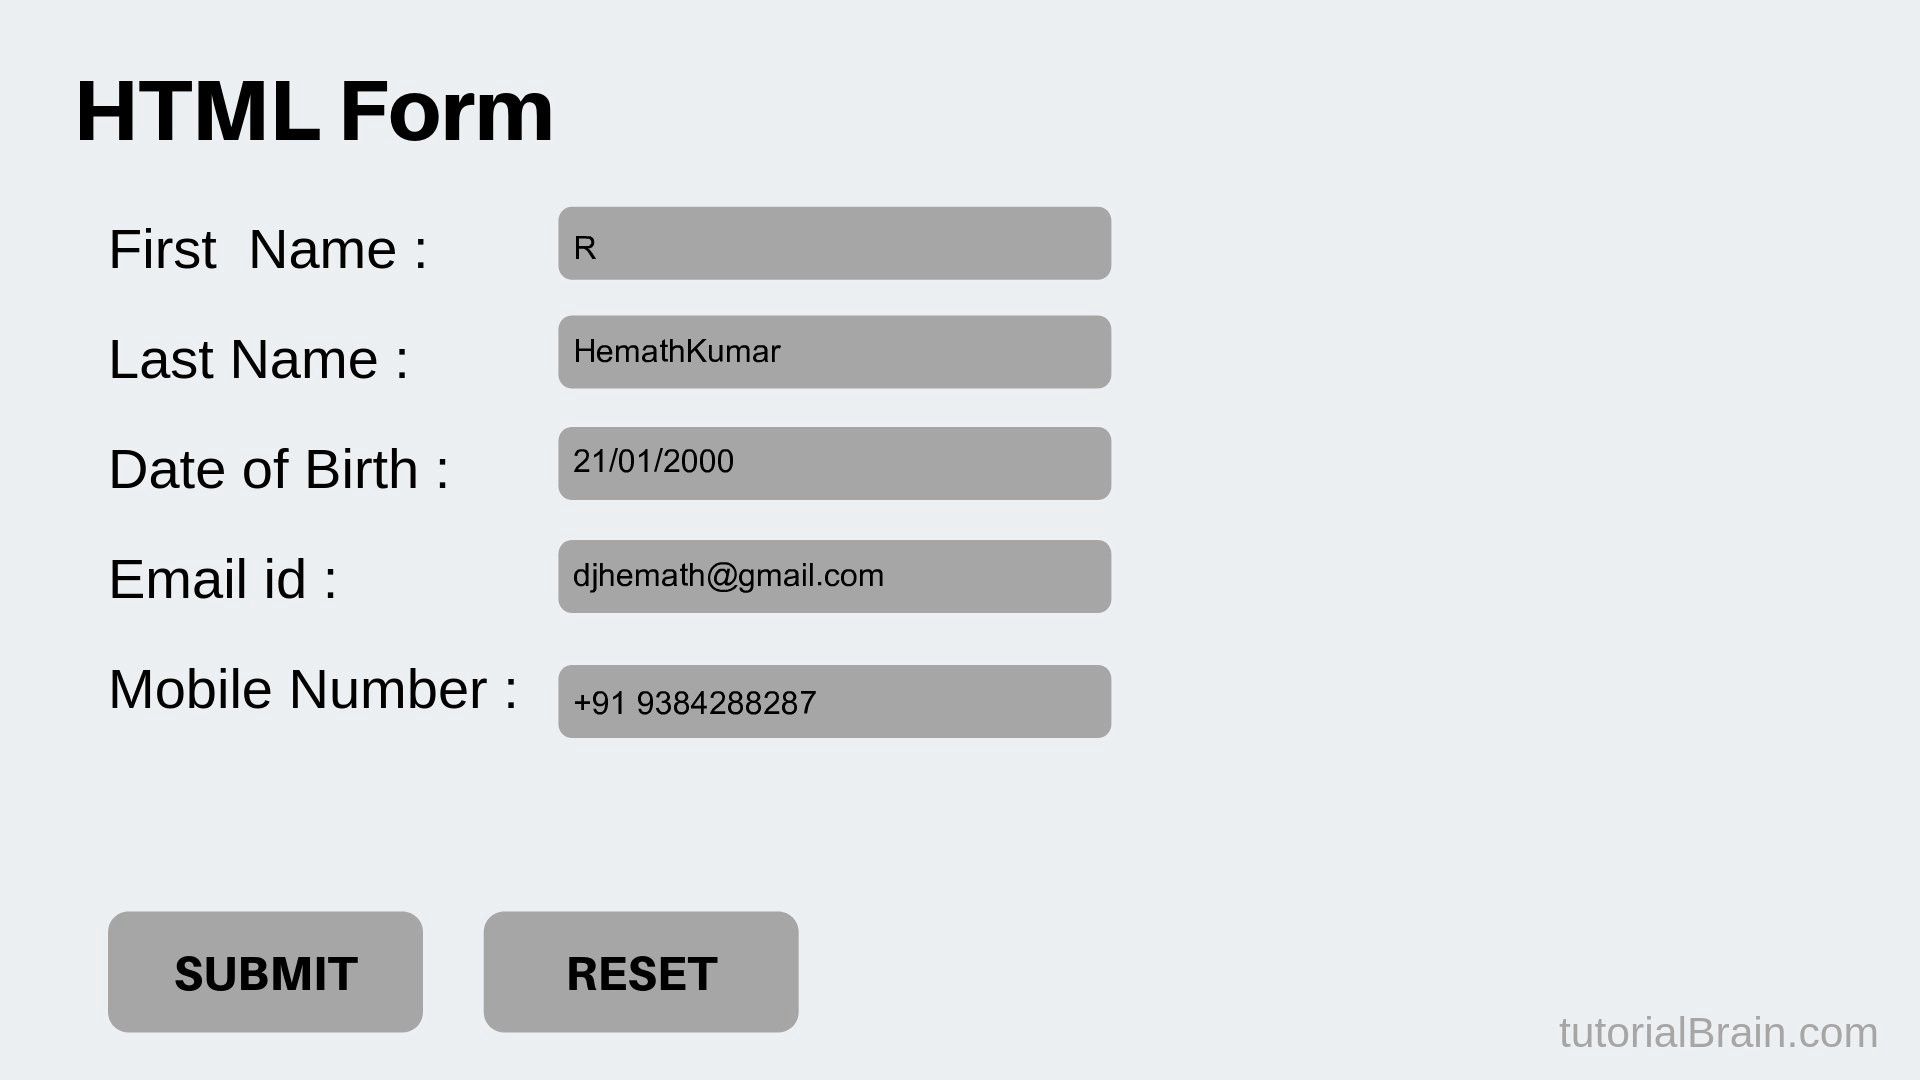 HTML Form
First  Name : R
Last Name : HemathKumar
Date of Birth : 21/01/2000
Email id : djhemath@gmail.com
Mobile Number : +91 9384288287
SUBMIT RESET
tutorialBrain.com